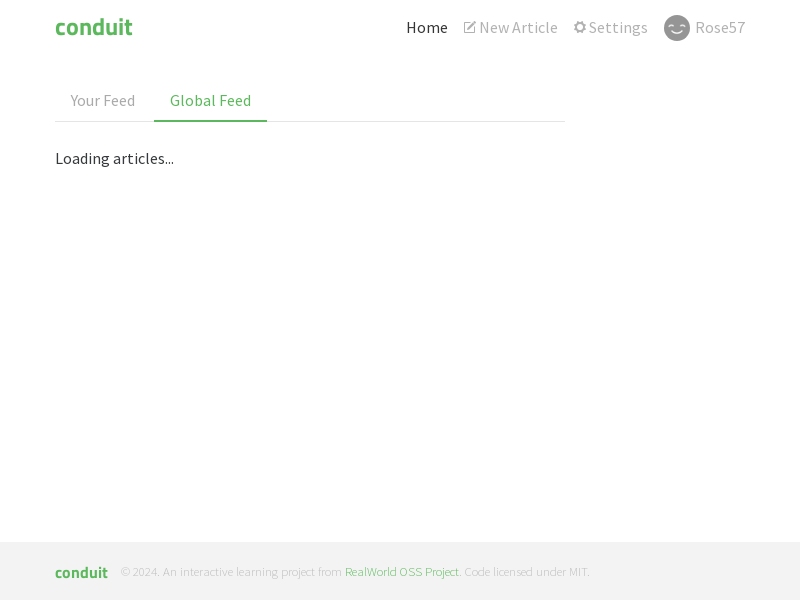 conduit
Home New Article Settings Rose57
Your Feed Global Feed
Loading articles...
conduit © 2024. An interactive learning project from RealWorld OSS Project. Code licensed under MIT.